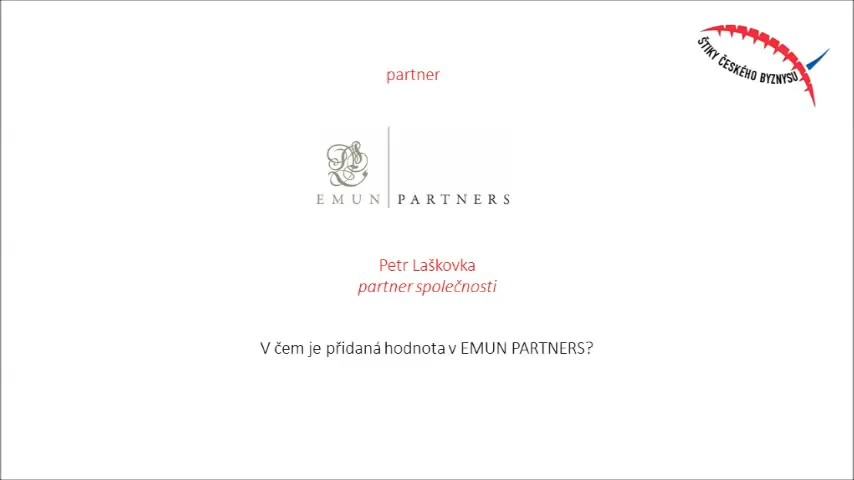 ŠTIKY ČESKÉHO BYZNYSU
partner
EMUN PARTNERS
Petr Laškovka
partner společnosti
V čem je přidaná hodnota v EMUN PARTNERS?